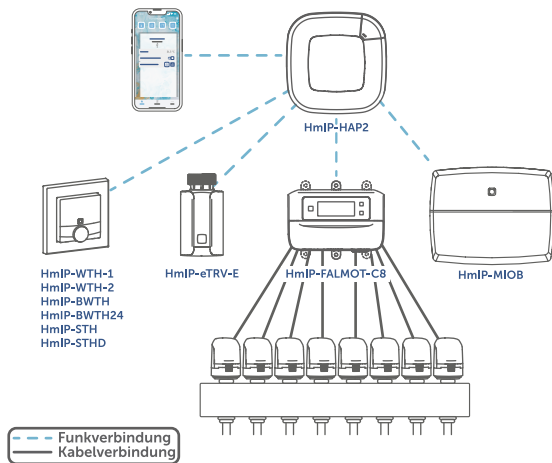 HmIP-HAP2
HmIP-WTH-1
HmIP-WTH-2
HmIP-BWTH
HmIP-BWTH24
HmIP-STH
HmIP-STHD
HmIP-eTRV-E
HmIP-FALMOT-C8
HmIP-MIOB
Funkverbindung
Kabelverbindung